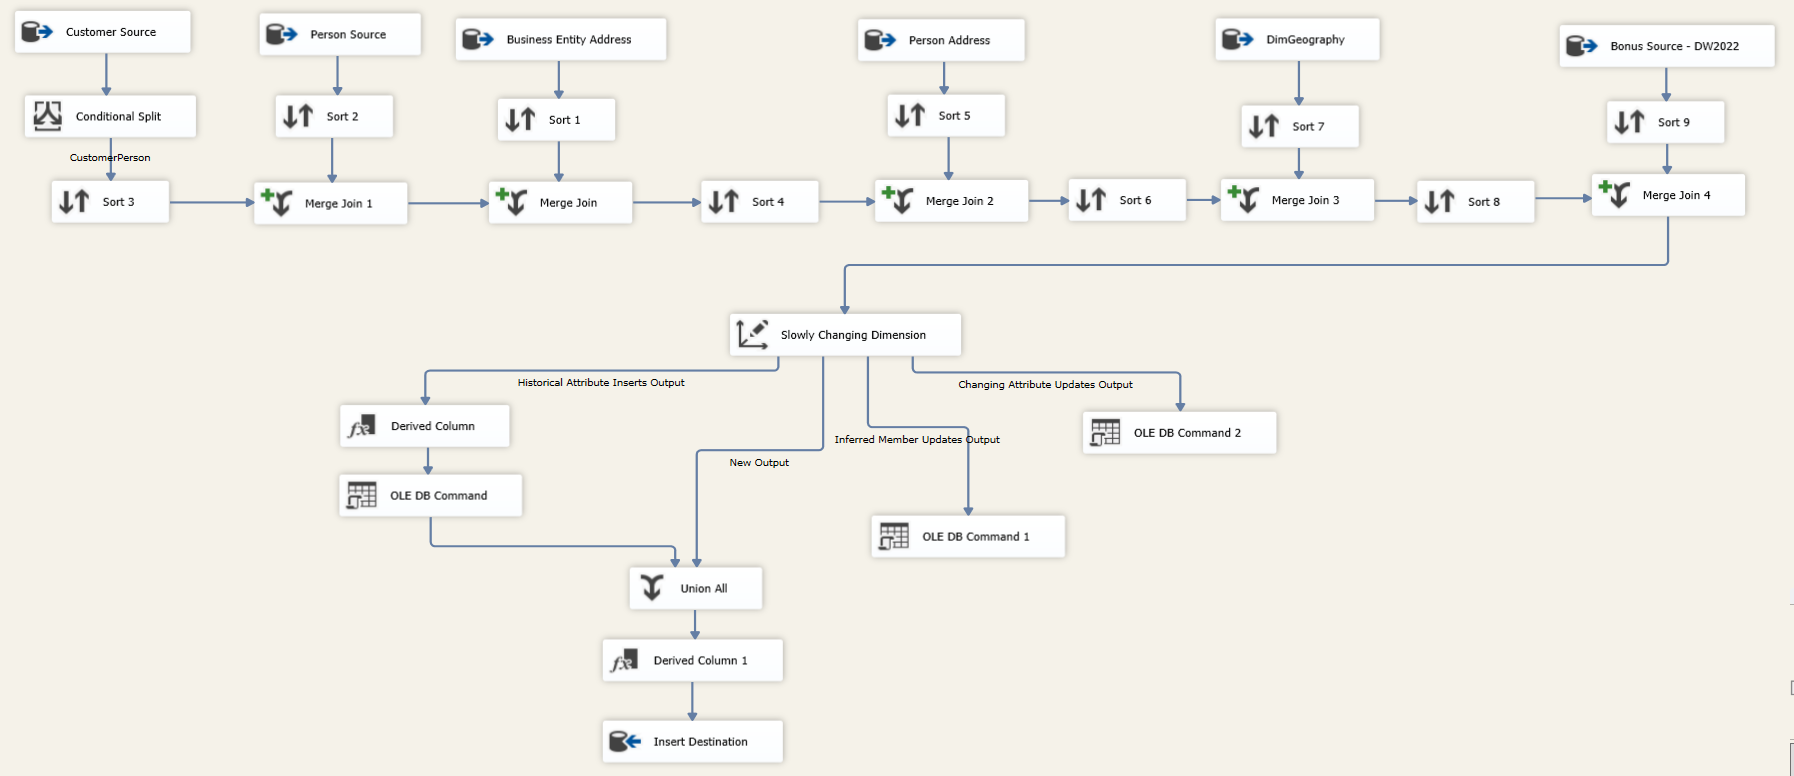 Customer Source
Person Source
Business Entity Address
Person Address
DimGeography
Bonus Source - DW2022
Conditional Split
Sort 2
Sort 1
Sort 5
Sort 7
Sort 9
CustomerPerson
Sort 3
Merge Join 1
Merge Join
Sort 4
Merge Join 2
Sort 6
Merge Join 3
Sort 8
Merge Join 4
Slowly Changing Dimension
Historical Attribute Inserts Output
Changing Attribute Updates Output
Derived Column
OLE DB Command 2
Inferred Member Updates Output
New Output
OLE DB Command
OLE DB Command 1
Union All
Derived Column 1
Insert Destination